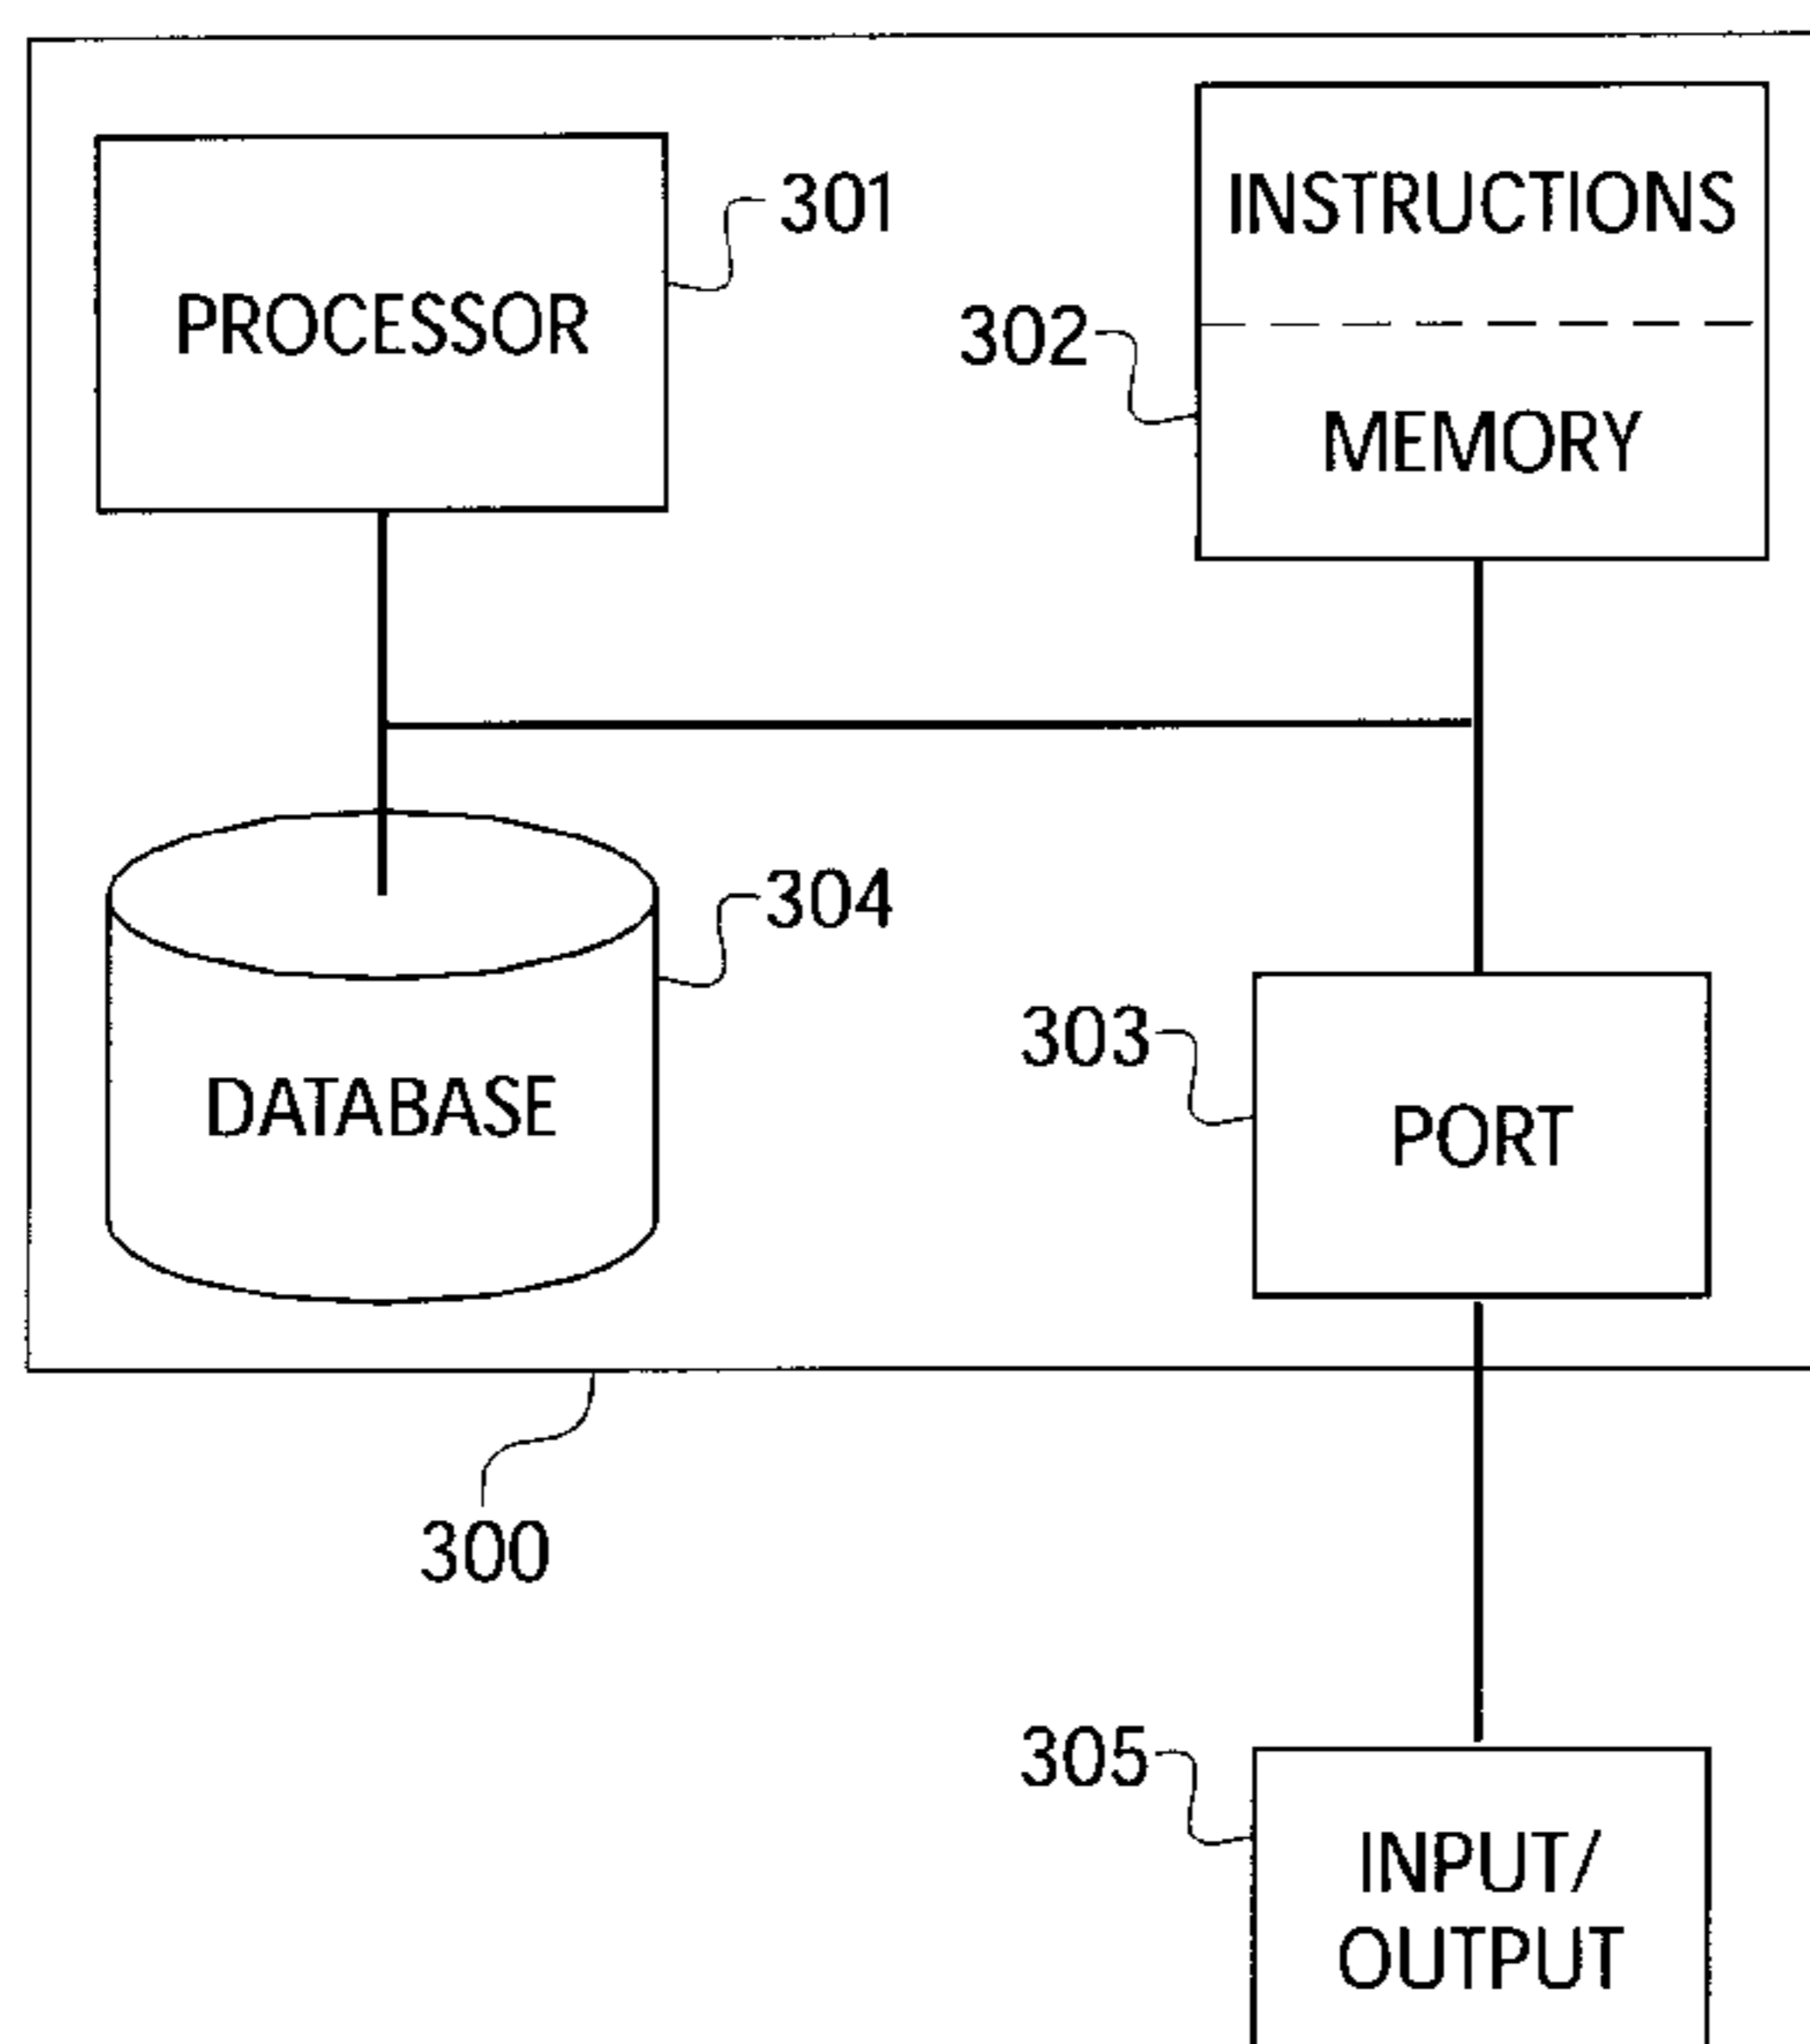 301
INSTRUCTIONS
PROCESSOR
302
MEMORY
304
303
DATABASE
PORT
300
305
INPUT/
OUTPUT